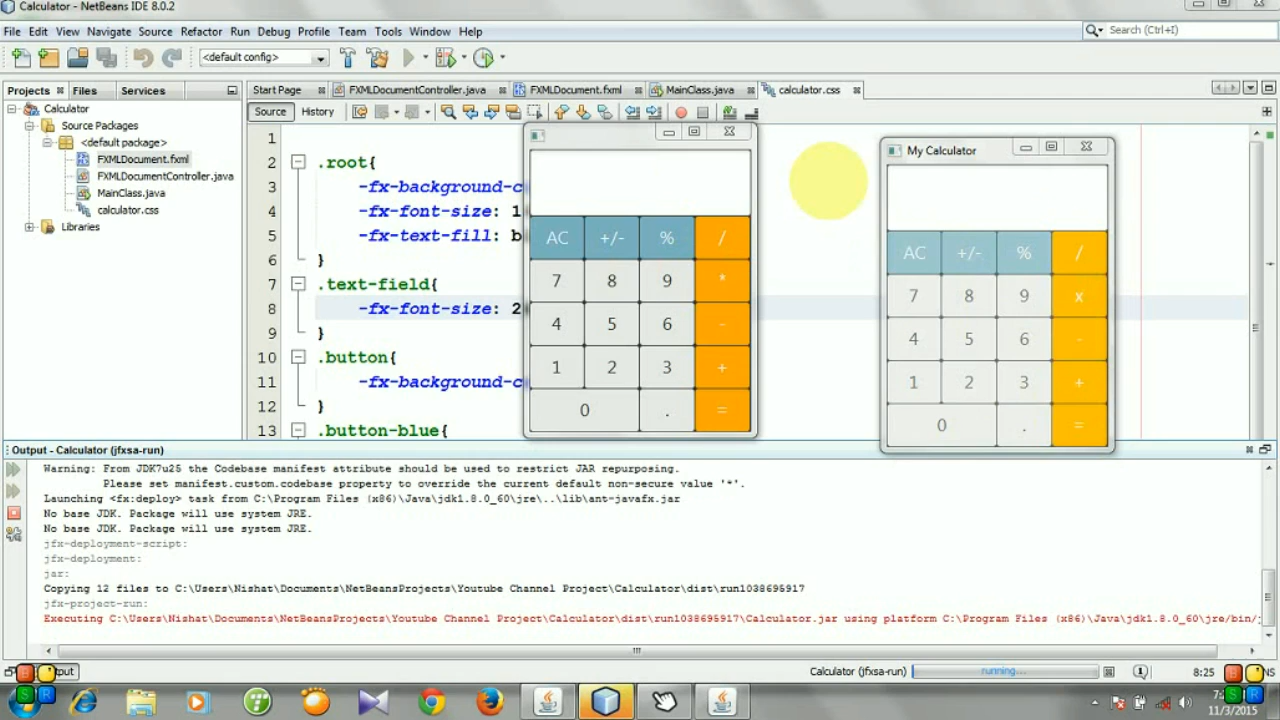 Calculator - NetBeans IDE 8.0.2
File Edit View Navigate Source Refactor Run Debug Profile Team Tools Window Help
Search (Ctrl+I)
<default config>
Projects Files Services
Start Page FXMLDocumentController.java FXMLDocument.fxml MainClass.java calculator.css
Source History
Calculator
Source Packages
<default package>
FXMLDocument.fxml
FXMLDocumentController.java
MainClass.java
calculator.css
Libraries
1
2 .root{
3 -fx-background-c
4 -fx-font-size: 1
5 -fx-text-fill: b
6 }
7 .text-field{
8 -fx-font-size: 2
9 }
10 .button{
11 -fx-background-c
12 }
13 .button-blue{
AC +/- % /
7 8 9 *
4 5 6 -
1 2 3 +
0 . =
My Calculator
AC +/- % /
7 8 9 x
4 5 6 -
1 2 3 +
0 . =
Output - Calculator (jfxsa-run)
Warning: From JDK7u25 the Codebase manifest attribute should be used to restrict JAR repurposing.
Please set manifest.custom.codebase property to override the current default non-secure value '*'.
Launching <fx:deploy> task from C:\Program Files (x86)\Java\jdk1.8.0_60\jre\..\lib\ant-javafx.jar
No base JDK. Package will use system JRE.
No base JDK. Package will use system JRE.
jfx-deployment-script:
jfx-deployment:
jar:
Copying 12 files to C:\Users\Nishat\Documents\NetBeansProjects\Youtube Channel Project\Calculator\dist\run1038695917
jfx-project-run:
Executing C:\Users\Nishat\Documents\NetBeansProjects\Youtube Channel Project\Calculator\dist\run1038695917\Calculator.jar using platform C:\Program Files (x86)\Java\jdk1.8.0_60\jre/bin/
Calculator (jfxsa-run) running... 8:25
S R
S R
11/3/2015